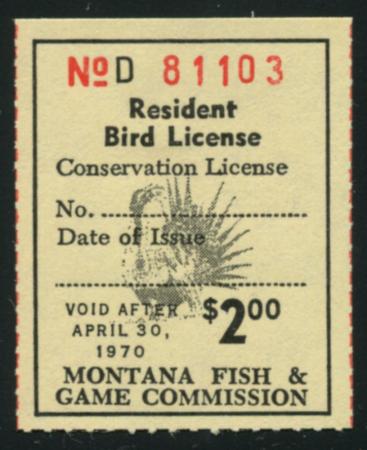 № D 81103
Resident
Bird License
Conservation License
No.
Date of Issue
VOID AFTER
APRIL 30,
1970
$2.00
MONTANA FISH &
GAME COMMISSION